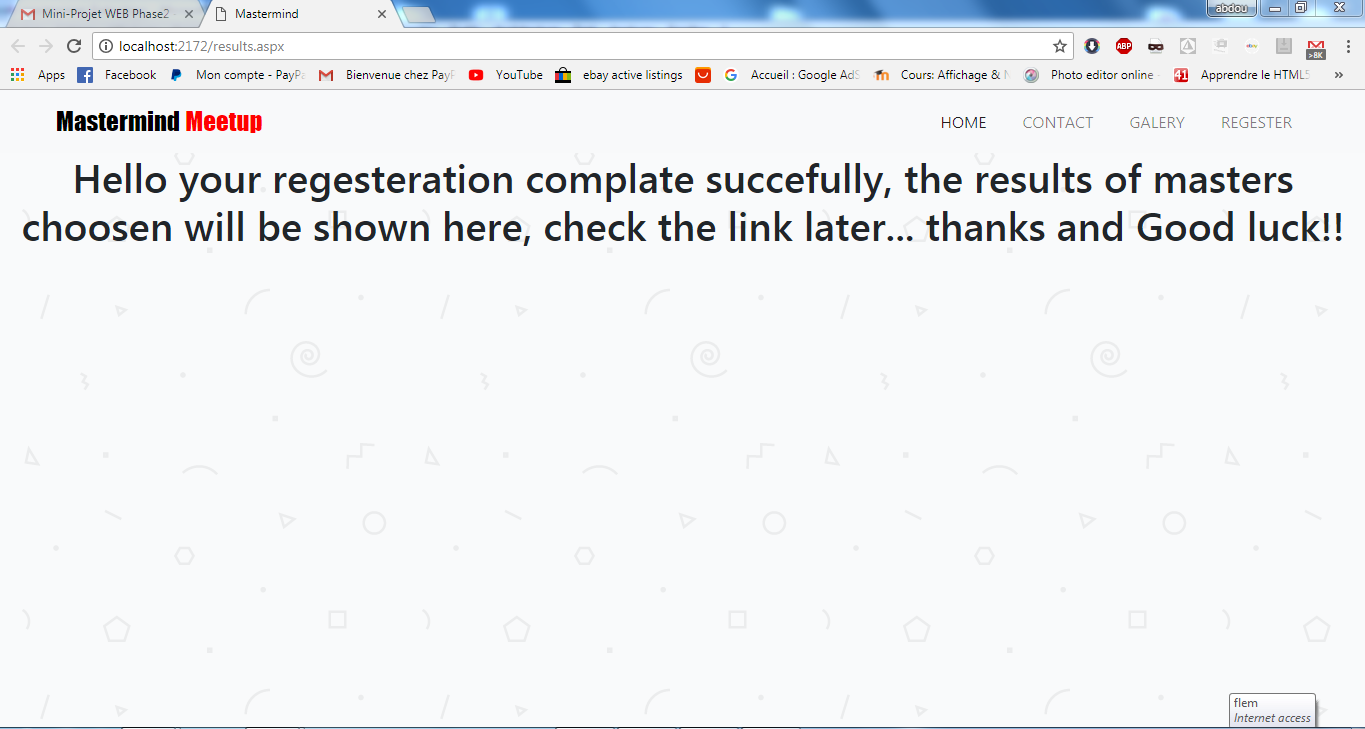 Mini-Projet WEB Phase2
Mastermind
abdou
localhost:2172/results.aspx
ABP
>8K
Apps
Facebook
Mon compte - PayP
Bienvenue chez PayP
YouTube
ebay active listings
Accueil : Google AdS
Cours: Affichage & N
Photo editor online -
41
Apprendre le HTML5
»
Mastermind Meetup
HOME
CONTACT
GALERY
REGESTER
Hello your regesteration complate succefully, the results of masters
choosen will be shown here, check the link later... thanks and Good luck!!
flem
Internet access